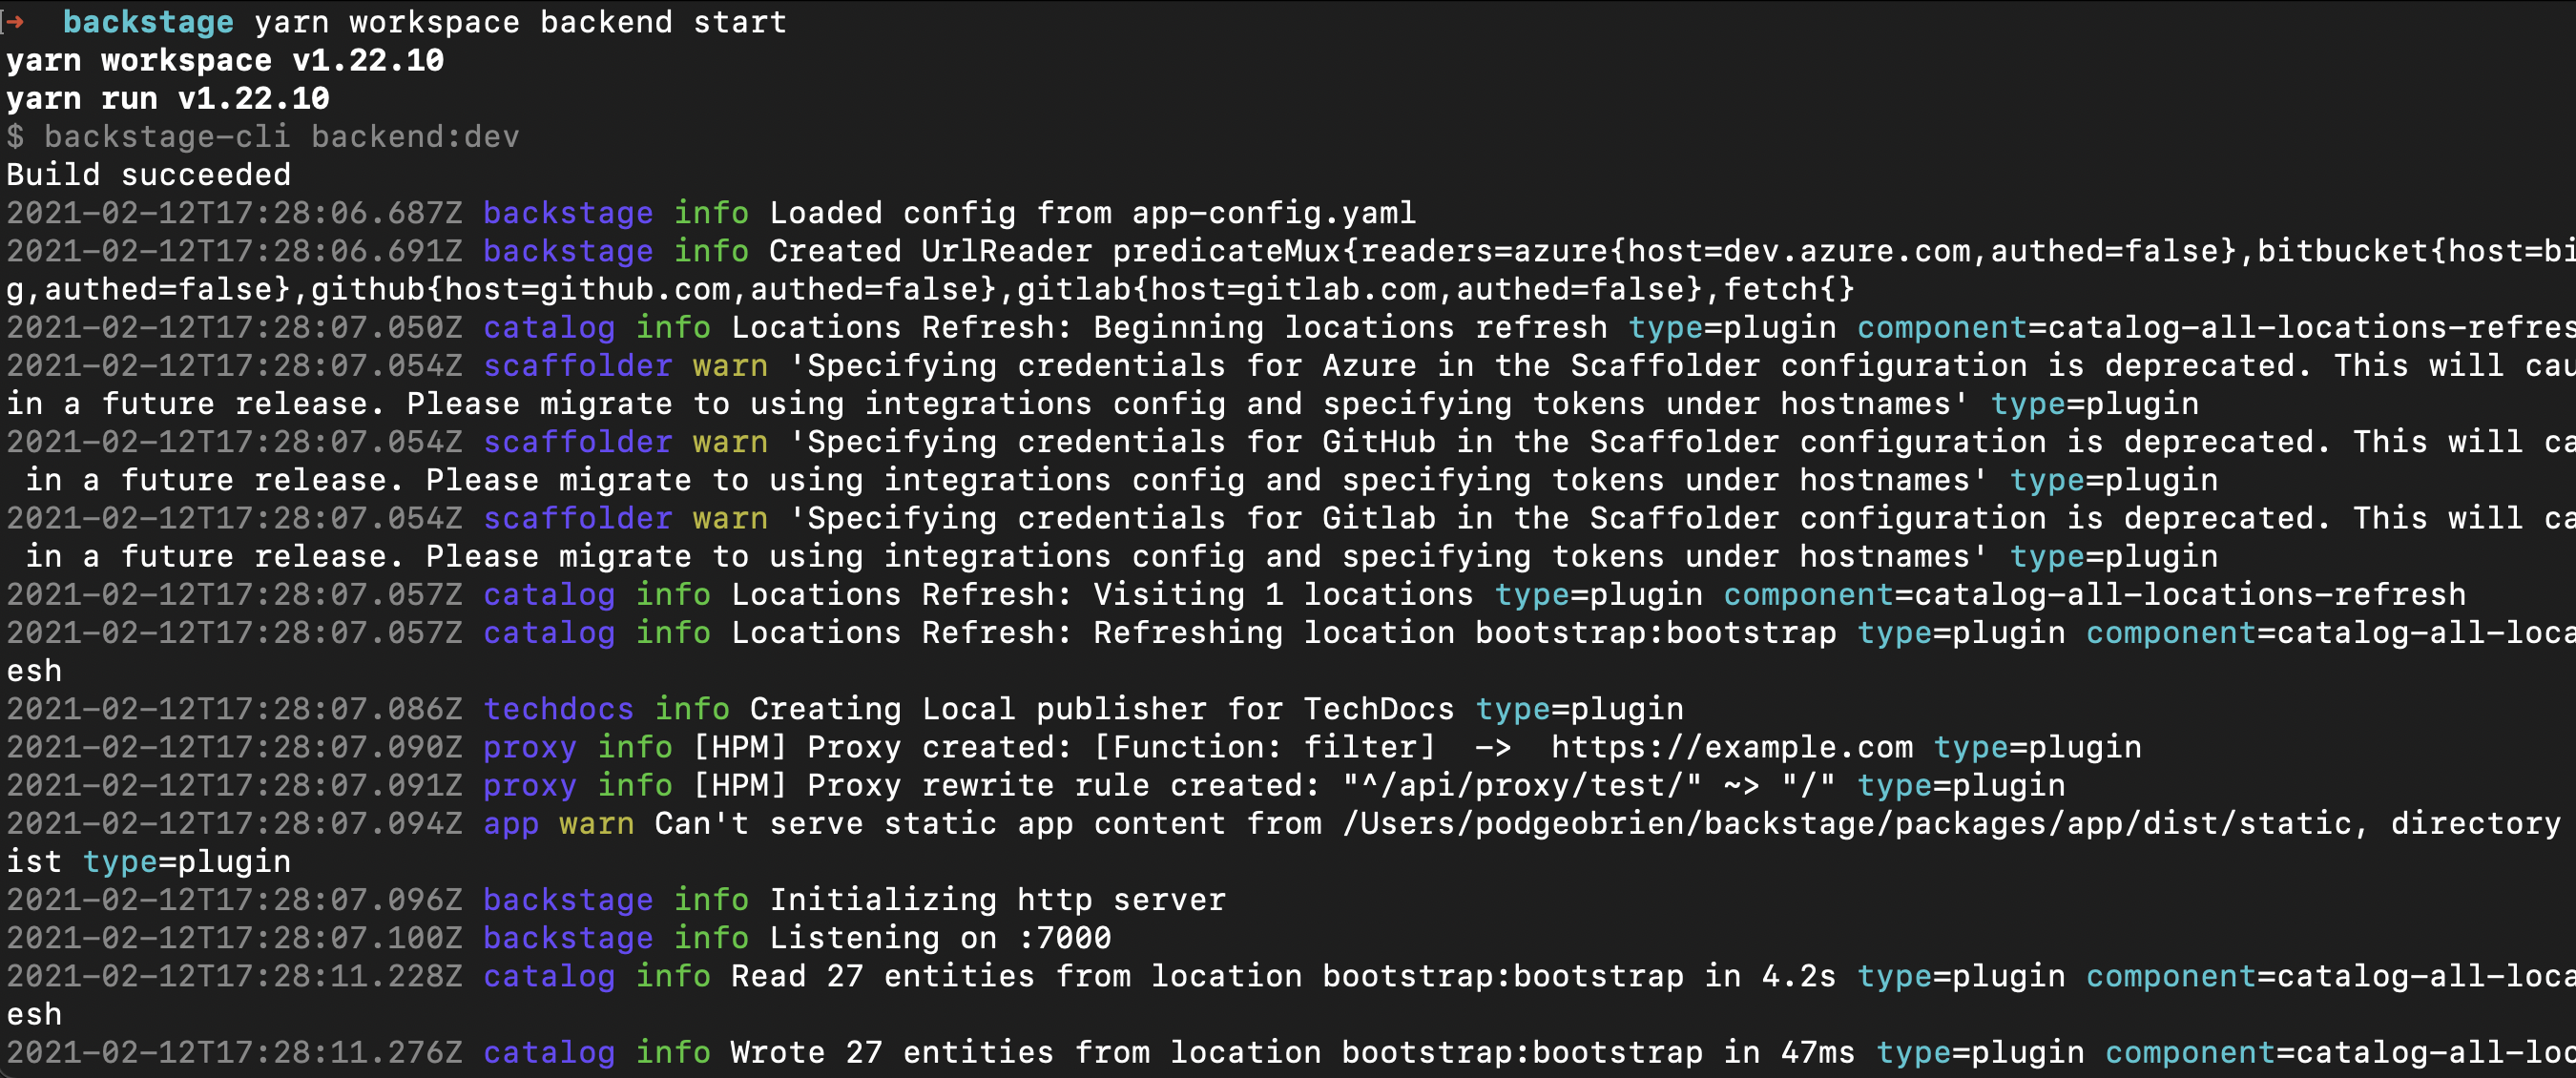 ➜  backstage yarn workspace backend start
yarn workspace v1.22.10
yarn run v1.22.10
$ backstage-cli backend:dev
Build succeeded
2021-02-12T17:28:06.687Z backstage info Loaded config from app-config.yaml
2021-02-12T17:28:06.691Z backstage info Created UrlReader predicateMux{readers=azure{host=dev.azure.com,authed=false},bitbucket{host=bi
g,authed=false},github{host=github.com,authed=false},gitlab{host=gitlab.com,authed=false},fetch{}
2021-02-12T17:28:07.050Z catalog info Locations Refresh: Beginning locations refresh type=plugin component=catalog-all-locations-refres
2021-02-12T17:28:07.054Z scaffolder warn 'Specifying credentials for Azure in the Scaffolder configuration is deprecated. This will cau
in a future release. Please migrate to using integrations config and specifying tokens under hostnames' type=plugin
2021-02-12T17:28:07.054Z scaffolder warn 'Specifying credentials for GitHub in the Scaffolder configuration is deprecated. This will ca
 in a future release. Please migrate to using integrations config and specifying tokens under hostnames' type=plugin
2021-02-12T17:28:07.054Z scaffolder warn 'Specifying credentials for Gitlab in the Scaffolder configuration is deprecated. This will ca
 in a future release. Please migrate to using integrations config and specifying tokens under hostnames' type=plugin
2021-02-12T17:28:07.057Z catalog info Locations Refresh: Visiting 1 locations type=plugin component=catalog-all-locations-refresh
2021-02-12T17:28:07.057Z catalog info Locations Refresh: Refreshing location bootstrap:bootstrap type=plugin component=catalog-all-loca
esh
2021-02-12T17:28:07.086Z techdocs info Creating Local publisher for TechDocs type=plugin
2021-02-12T17:28:07.090Z proxy info [HPM] Proxy created: [Function: filter]  ->  https://example.com type=plugin
2021-02-12T17:28:07.091Z proxy info [HPM] Proxy rewrite rule created: "^/api/proxy/test/" ~> "/" type=plugin
2021-02-12T17:28:07.094Z app warn Can't serve static app content from /Users/podgeobrien/backstage/packages/app/dist/static, directory
ist type=plugin
2021-02-12T17:28:07.096Z backstage info Initializing http server
2021-02-12T17:28:07.100Z backstage info Listening on :7000
2021-02-12T17:28:11.228Z catalog info Read 27 entities from location bootstrap:bootstrap in 4.2s type=plugin component=catalog-all-loca
esh
2021-02-12T17:28:11.276Z catalog info Wrote 27 entities from location bootstrap:bootstrap in 47ms type=plugin component=catalog-all-loc